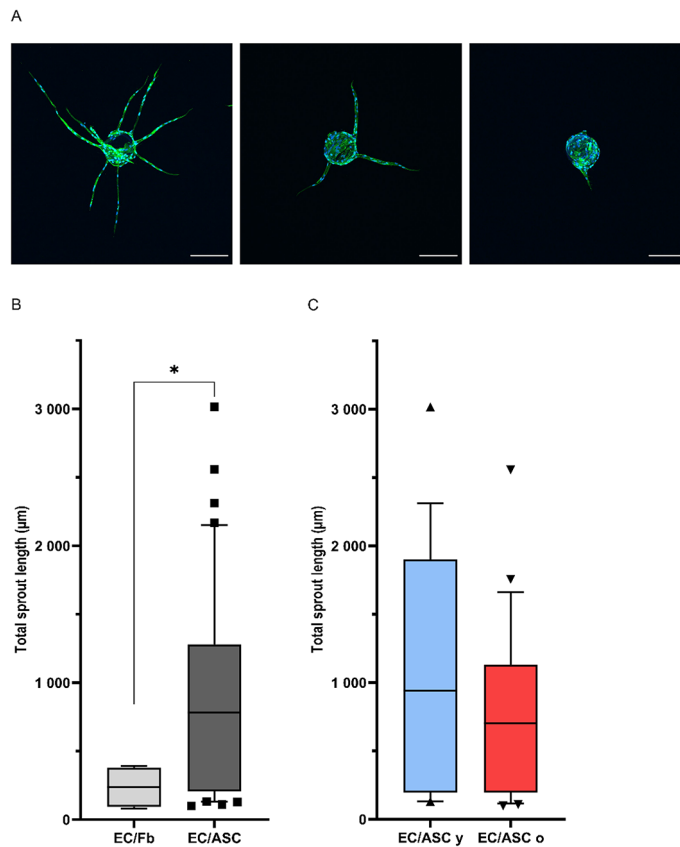 A
B
C
*
3 000
2 000
1 000
0
Total sprout length (µm)
EC/Fb
EC/ASC
3 000
2 000
1 000
0
Total sprout length (µm)
EC/ASC y
EC/ASC o